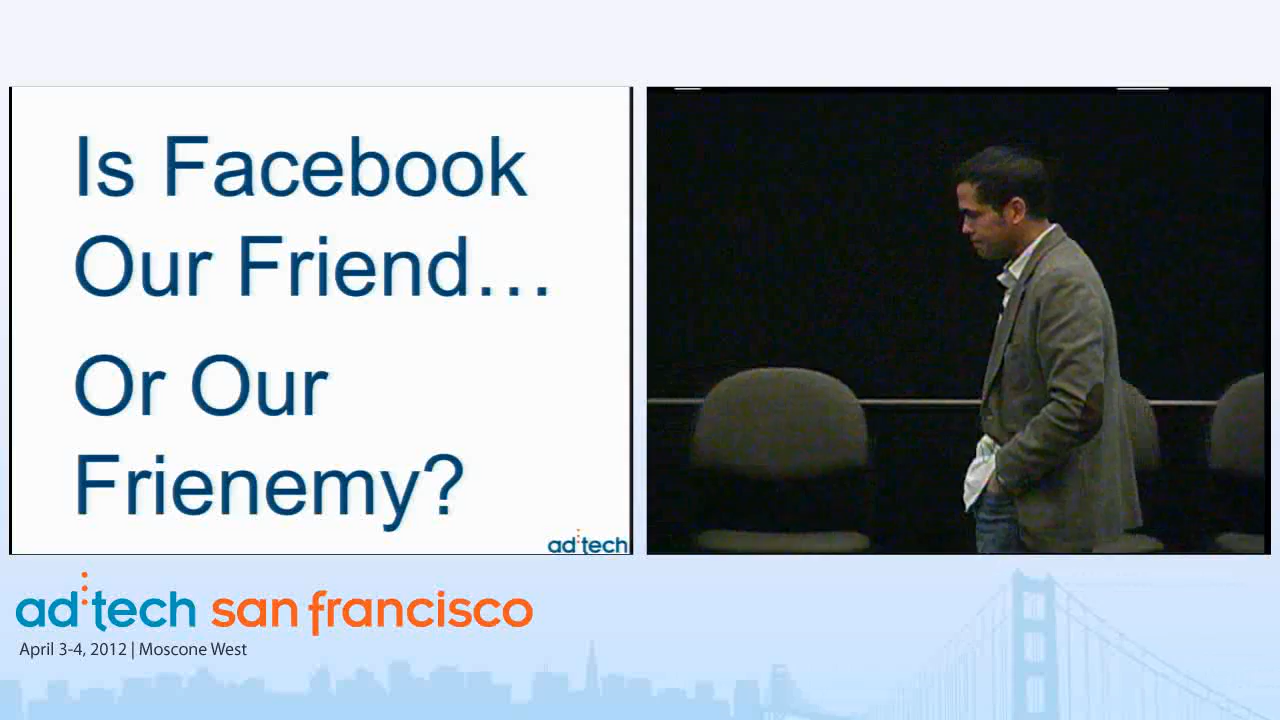 Is Facebook
Our Friend…
Or Our
Frienemy?
ad:tech
ad:tech san francisco
April 3-4, 2012 | Moscone West